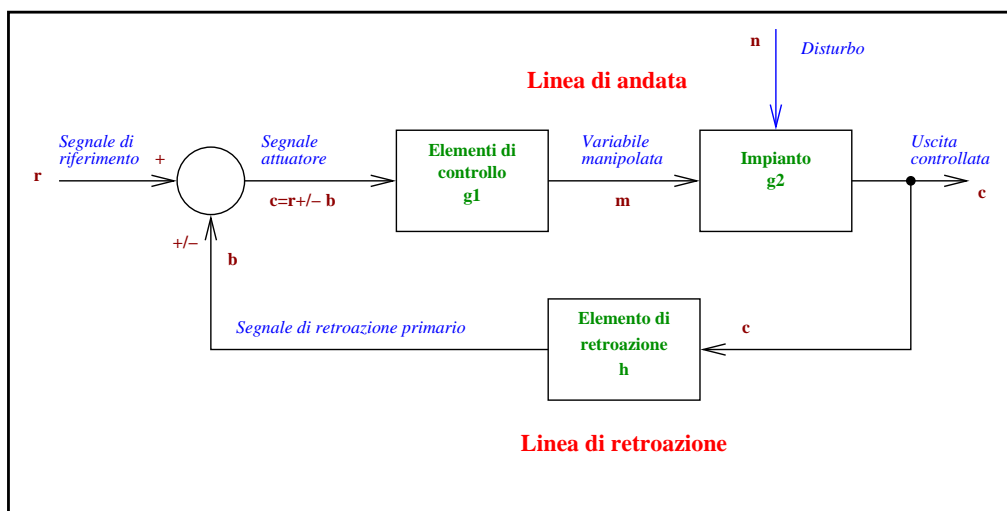 n
Disturbo
Linea di andata
Segnale di
riferimento
+
r
Segnale
attuatore
c=r+/− b
Elementi di
controllo
g1
Variabile
manipolata
m
Impianto
g2
Uscita
controllata
c
+/−
b
Segnale di retroazione primario
Elemento di
retroazione
h
c
Linea di retroazione